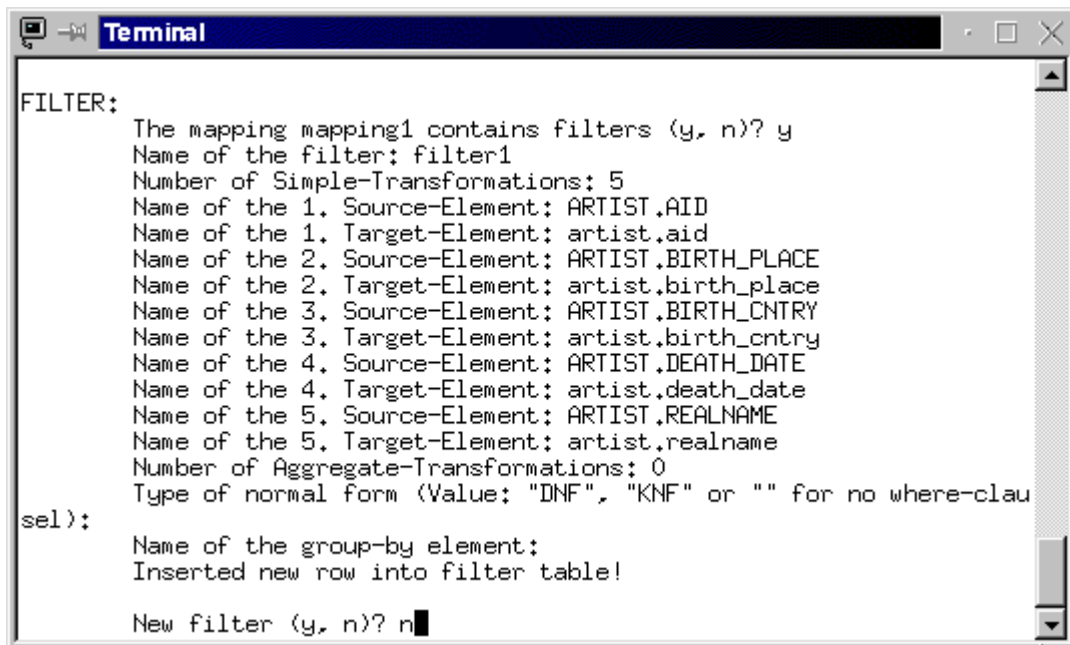 Terminal
FILTER:
The mapping mapping1 contains filters (y, n)? y
Name of the filter: filter1
Number of Simple-Transformations: 5
Name of the 1. Source-Element: ARTIST.AID
Name of the 1. Target-Element: artist.aid
Name of the 2. Source-Element: ARTIST.BIRTH_PLACE
Name of the 2. Target-Element: artist.birth_place
Name of the 3. Source-Element: ARTIST.BIRTH_CNTRY
Name of the 3. Target-Element: artist.birth_cntry
Name of the 4. Source-Element: ARTIST.DEATH_DATE
Name of the 4. Target-Element: artist.death_date
Name of the 5. Source-Element: ARTIST.REALNAME
Name of the 5. Target-Element: artist.realname
Number of Aggregate-Transformations: 0
Type of normal form (Value: "DNF", "KNF" or "" for no where-clau
sel):
Name of the group-by element:
Inserted new row into filter table!
New filter (y, n)? n